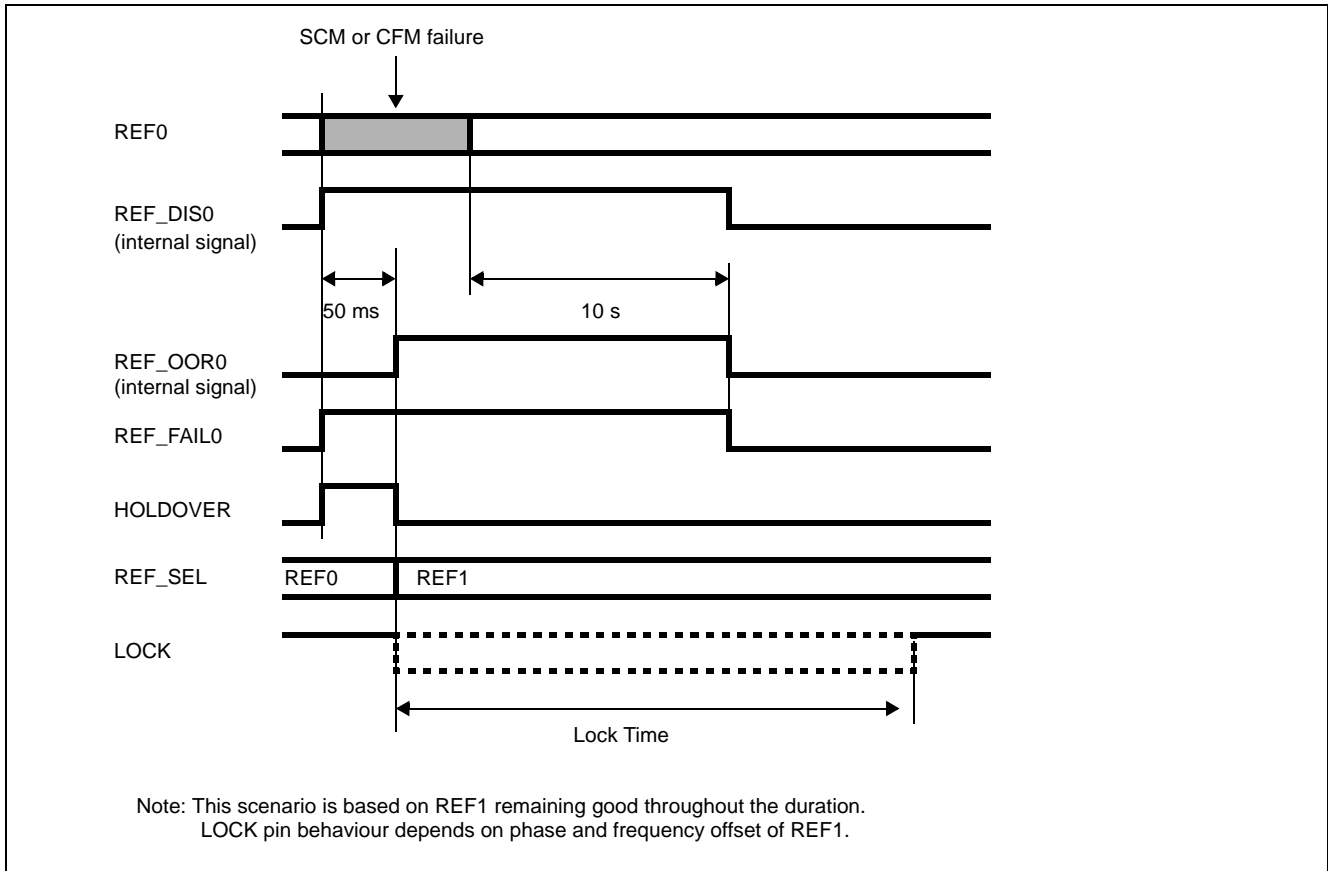 SCM or CFM failure
REF0
REF_DIS0
(internal signal)
50 ms
10 s
REF_OOR0
(internal signal)
REF_FAIL0
HOLDOVER
REF_SEL
REF0
REF1
LOCK
Lock Time
Note: This scenario is based on REF1 remaining good throughout the duration.
LOCK pin behaviour depends on phase and frequency offset of REF1.